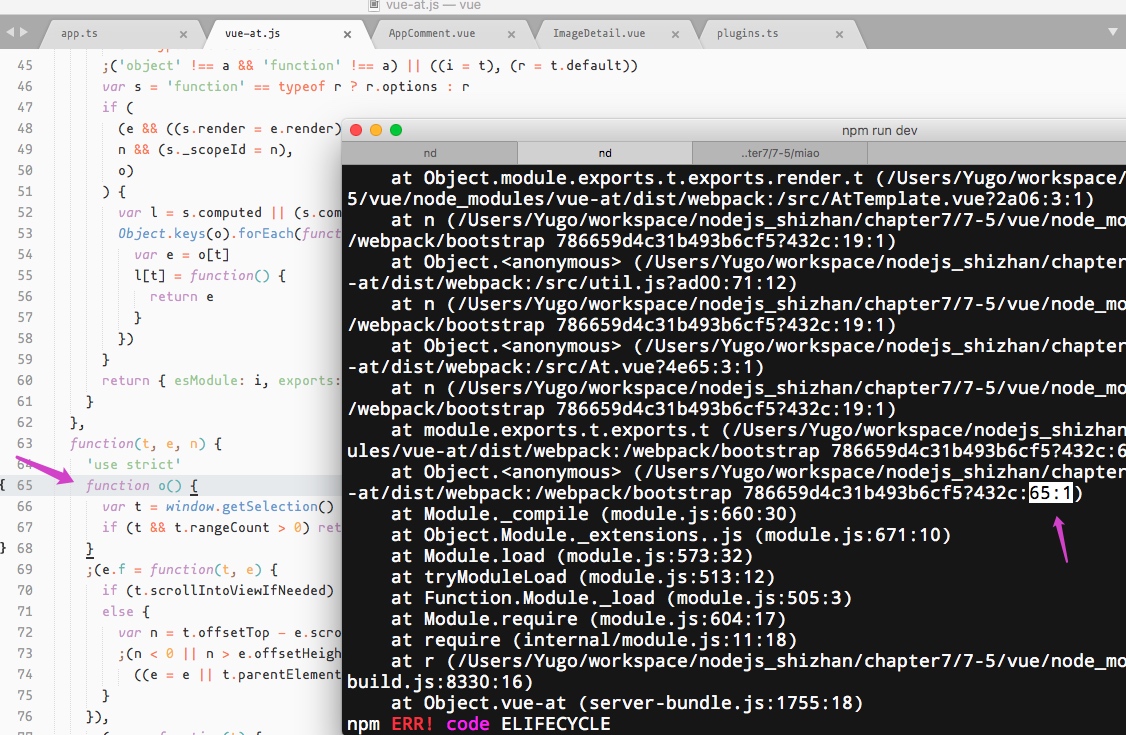 vue-at.js — vue
app.ts
vue-at.js
AppComment.vue
ImageDetail.vue
plugins.ts
45 ;('object' !== a && 'function' !== a) || ((i = t), (r = t.default))
46 var s = 'function' == typeof r ? r.options : r
47 if (
48 (e && ((s.render = e.render)
49 n && (s._scopeId = n),
50 o)
51 ) {
52 var l = s.computed || (s.com
53 Object.keys(o).forEach(funct
54 var e = o[t]
55 l[t] = function() {
56 return e
57 }
58 })
59 }
60 return { esModule: i, exports:
61 }
62 },
63 function(t, e, n) {
64 'use strict'
{ 65 function o() {
66 var t = window.getSelection()
67 if (t && t.rangeCount > 0) ret
} 68 }
69 ;(e.f = function(t, e) {
70 if (t.scrollIntoViewIfNeeded)
71 else {
72 var n = t.offsetTop - e.scro
73 ;(n < 0 || n > e.offsetHeigh
74 ((e = e || t.parentElement
75 }
76 }),
npm run dev
nd
nd
..ter7/7-5/miao
at Object.module.exports.t.exports.render.t (/Users/Yugo/workspace/
5/vue/node_modules/vue-at/dist/webpack:/src/AtTemplate.vue?2a06:3:1)
at n (/Users/Yugo/workspace/nodejs_shizhan/chapter7/7-5/vue/node_mo
/webpack/bootstrap 786659d4c31b493b6cf5?432c:19:1)
at Object.<anonymous> (/Users/Yugo/workspace/nodejs_shizhan/chapter
-at/dist/webpack:/src/util.js?ad00:71:12)
at n (/Users/Yugo/workspace/nodejs_shizhan/chapter7/7-5/vue/node_mo
/webpack/bootstrap 786659d4c31b493b6cf5?432c:19:1)
at Object.<anonymous> (/Users/Yugo/workspace/nodejs_shizhan/chapter
-at/dist/webpack:/src/At.vue?4e65:3:1)
at n (/Users/Yugo/workspace/nodejs_shizhan/chapter7/7-5/vue/node_mo
/webpack/bootstrap 786659d4c31b493b6cf5?432c:19:1)
at module.exports.t.exports.t (/Users/Yugo/workspace/nodejs_shizhan
ules/vue-at/dist/webpack:/webpack/bootstrap 786659d4c31b493b6cf5?432c:6
at Object.<anonymous> (/Users/Yugo/workspace/nodejs_shizhan/chapter
-at/dist/webpack:/webpack/bootstrap 786659d4c31b493b6cf5?432c:65:1)
at Module._compile (module.js:660:30)
at Object.Module._extensions..js (module.js:671:10)
at Module.load (module.js:573:32)
at tryModuleLoad (module.js:513:12)
at Function.Module._load (module.js:505:3)
at Module.require (module.js:604:17)
at require (internal/module.js:11:18)
at r (/Users/Yugo/workspace/nodejs_shizhan/chapter7/7-5/vue/node_mo
build.js:8330:16)
at Object.vue-at (server-bundle.js:1755:18)
npm ERR! code ELIFECYCLE